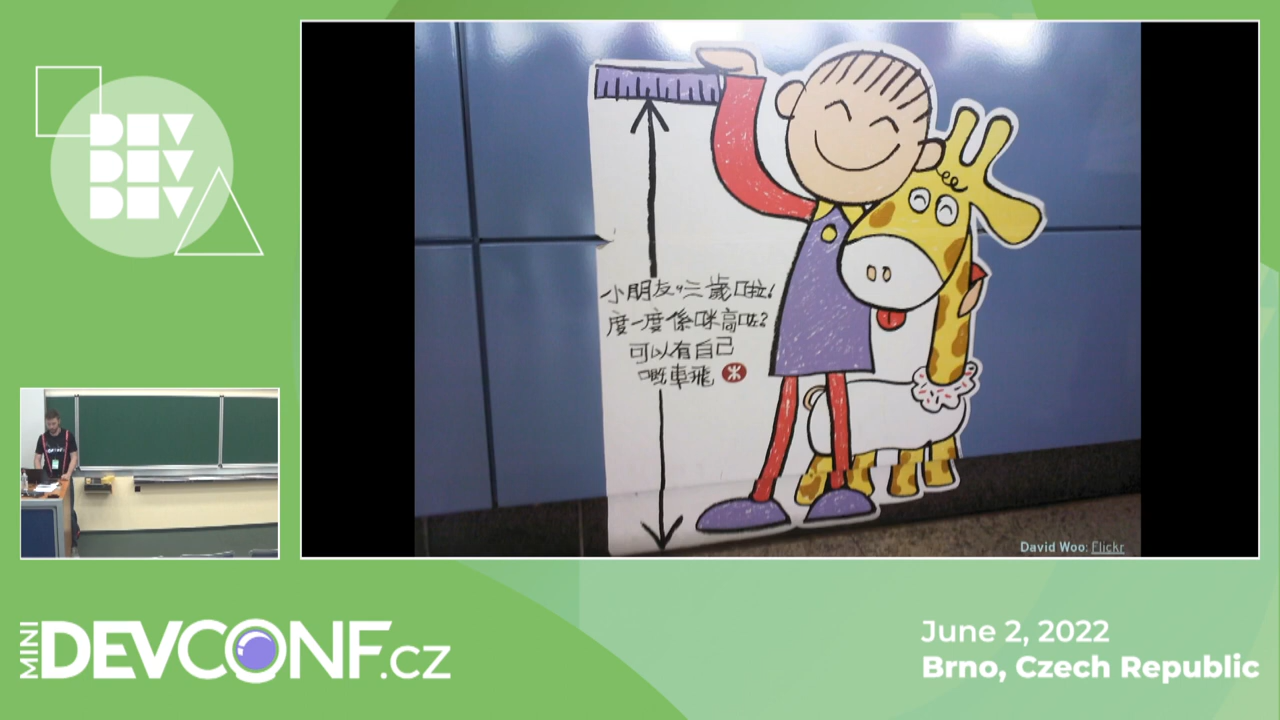 DEV
DEV
DEV
小朋友三歲啦!
度一度係咪高咗?
可以有自己
嘅車飛
David Woo: Flickr
MINI
DEVCONF.cz
June 2, 2022
Brno, Czech Republic